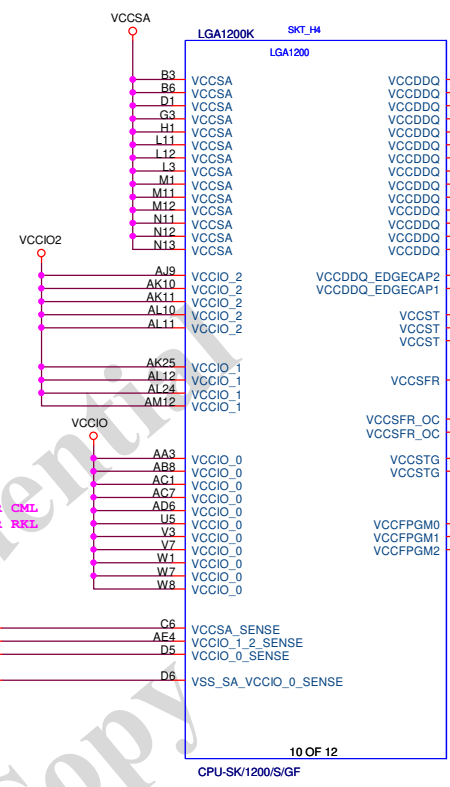 VCCSA
LGA1200K SKT_H4
LGA1200
B3 VCCSA VCCDDQ
B6 VCCSA VCCDDQ
D1 VCCSA VCCDDQ
G3 VCCSA VCCDDQ
H1 VCCSA VCCDDQ
L11 VCCSA VCCDDQ
L12 VCCSA VCCDDQ
L3 VCCSA VCCDDQ
M1 VCCSA VCCDDQ
M11 VCCSA VCCDDQ
M12 VCCSA VCCDDQ
N11 VCCSA VCCDDQ
N12 VCCSA VCCDDQ
N13 VCCSA VCCDDQ
VCCIO2
AJ9 VCCIO_2 VCCDDQ_EDGECAP2
AK10 VCCIO_2 VCCDDQ_EDGECAP1
AK11 VCCIO_2
AL10 VCCIO_2 VCCST
AL11 VCCIO_2 VCCST
VCCST
AK25 VCCIO_1
AL12 VCCIO_1 VCCSFR
AL24 VCCIO_1
AM12 VCCIO_1
VCCIO
VCCSFR_OC
VCCSFR_OC
AA3 VCCIO_0 VCCSTG
AB8 VCCIO_0 VCCSTG
AC1 VCCIO_0
AC7 VCCIO_0
AD6 VCCIO_0
CML
U5 VCCIO_0 VCCFPGM0
RKL
V3 VCCIO_0 VCCFPGM1
V7 VCCIO_0 VCCFPGM2
W1 VCCIO_0
W7 VCCIO_0
W8 VCCIO_0
C6 VCCSA_SENSE
AE4 VCCIO_1_2_SENSE
D5 VCCIO_0_SENSE
D6 VSS_SA_VCCIO_0_SENSE
10 OF 12
CPU-SK/1200/S/GF
ential
Copy